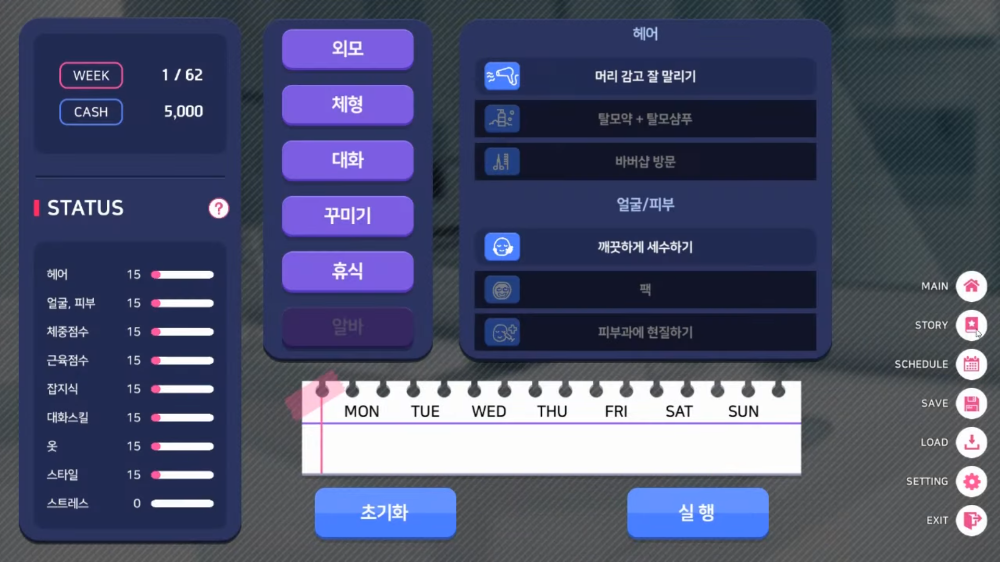 WEEK 1 / 62
CASH 5,000
STATUS ?
헤어 15
얼굴, 피부 15
체중점수 15
근육점수 15
잡지식 15
대화스킬 15
옷 15
스타일 15
스트레스 0
외모
체형
대화
꾸미기
휴식
알바
헤어
머리 감고 잘 말리기
탈모약 + 탈모샴푸
바버샵 방문
얼굴/피부
깨끗하게 세수하기
팩
피부과에 현질하기
MON TUE WED THU FRI SAT SUN
초기화
실 행
MAIN
STORY
SCHEDULE
SAVE
LOAD
SETTING
EXIT